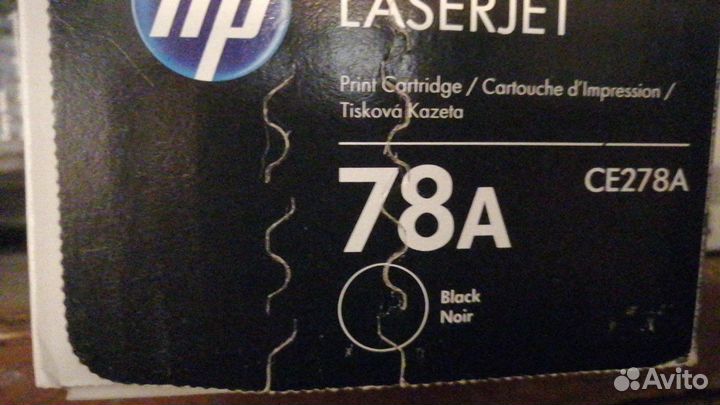 hp
LASERJET
Print Cartridge / Cartouche d'Impression /
Tisková Kazeta
78A
CE278A
Black
Noir
Avito